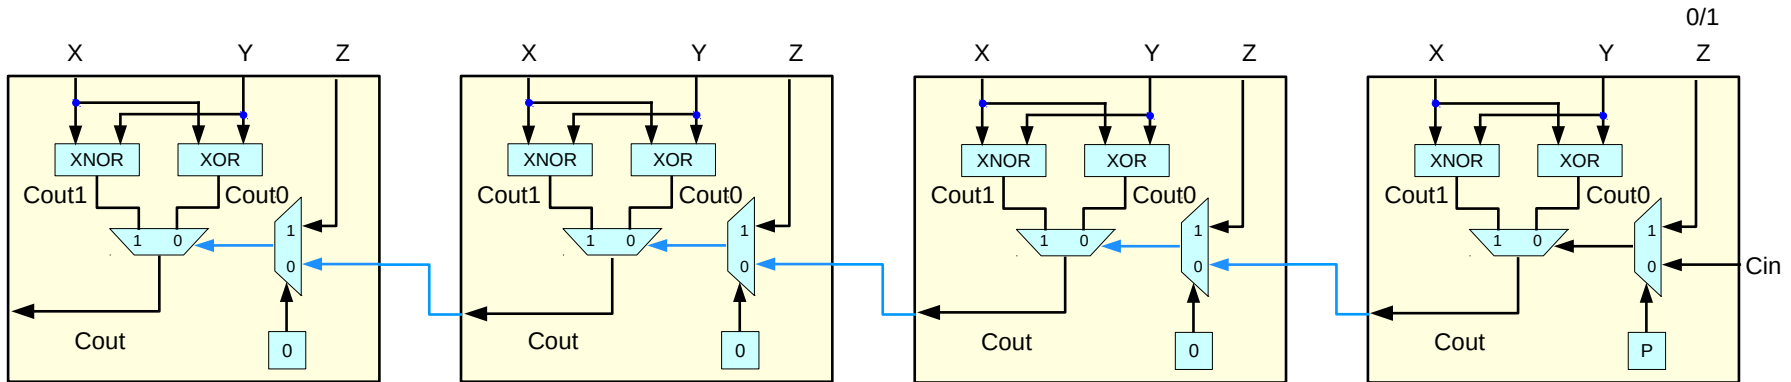 0/1
X Y Z X Y Z X Y Z X Y Z
XNOR XOR XNOR XOR XNOR XOR XNOR XOR
Cout1 Cout0 Cout1 Cout0 Cout1 Cout0 Cout1 Cout0
1 0 1 1 0 1 1 0 1 1 0 1
0 0 0 0 Cin
Cout 0 Cout 0 Cout 0 Cout P